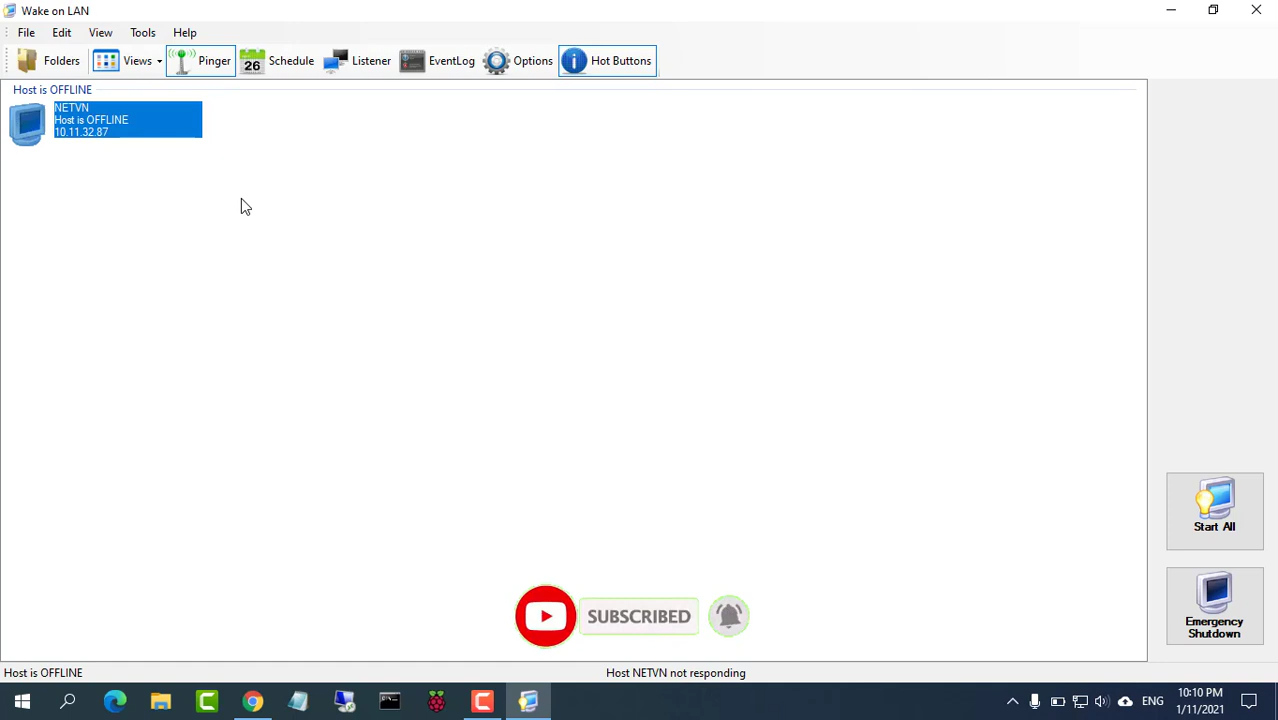 Wake on LAN
File Edit View Tools Help
Folders Views Pinger 26 Schedule Listener EventLog Options Hot Buttons
Host is OFFLINE
NETVN
Host is OFFLINE
10.11.32.87
Start All
Emergency
Shutdown
SUBSCRIBED
Host is OFFLINE Host NETVN not responding
ENG
10:10 PM
1/11/2021